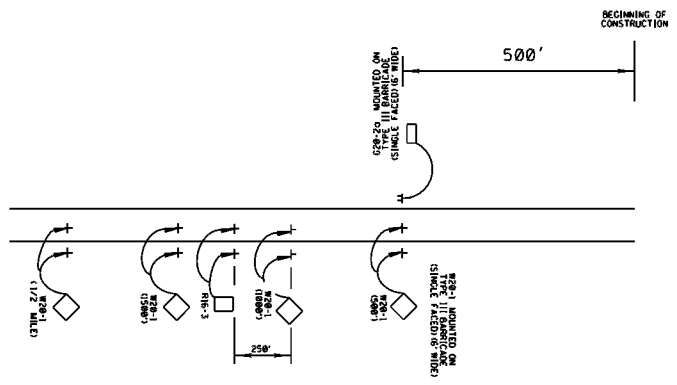 BEGINNING OF
CONSTRUCTION
500'
G20-2a MOUNTED ON
TYPE III BARRICADE
(SINGLE FACED)(6' WIDE)
W20-1
(1/2 MILE)
W20-1
(1500')
R16-3
W20-1
(1000')
250'
W20-1
(500')
W20-1 MOUNTED ON
TYPE III BARRICADE
(SINGLE FACED)(6' WIDE)